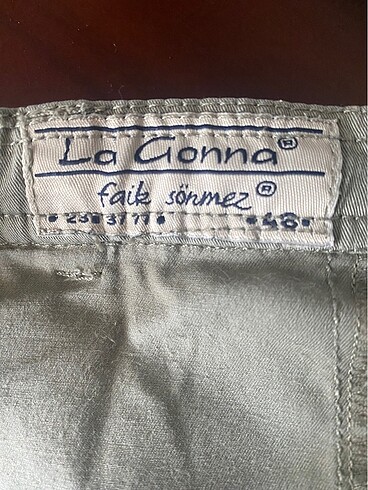 La Gonna®
faik sönmez®
• 48 •